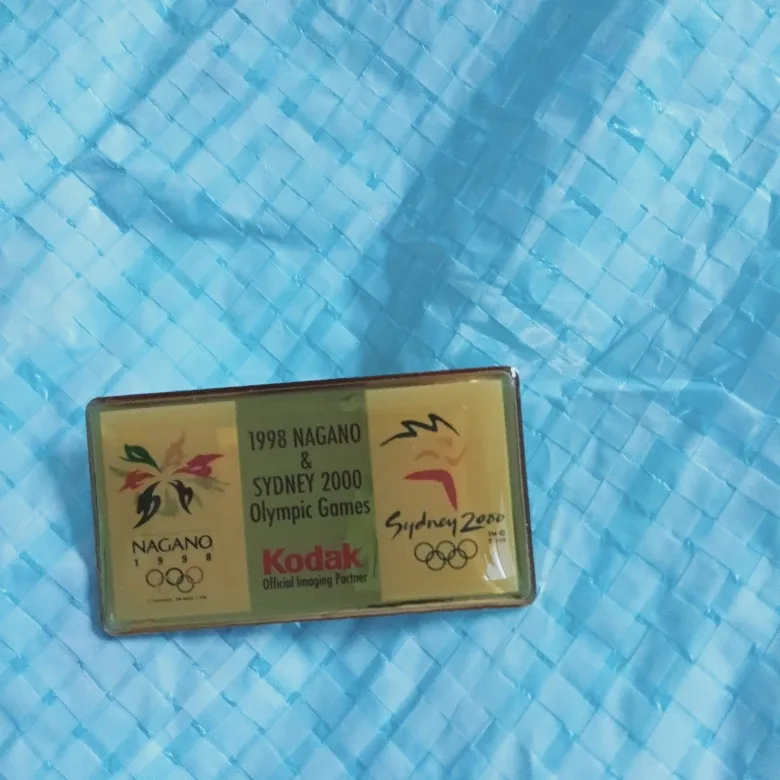 NAGANO
1998
1998 NAGANO
&
SYDNEY 2000
Olympic Games
Kodak
Official Imaging Partner
Sydney 2000